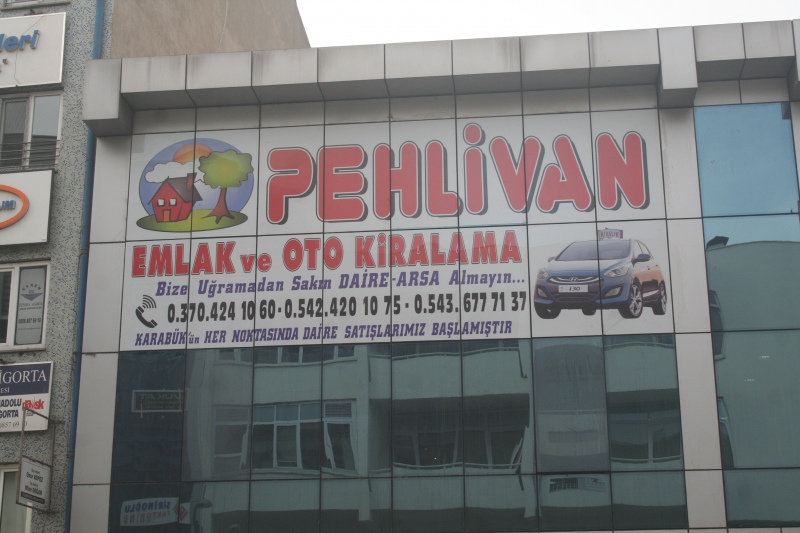 PEHLİVAN
EMLAK ve OTO KİRALAMA
Bize Uğramadan Sakın DAİRE-ARSA Almayın...
0.370.424 10 60-0.542.420 10 75-0.543.677 71 37
KARABÜK'ün HER NOKTASINDA DAİRE SATIŞLARIMIZ BAŞLAMIŞTIR
i30
leri
İGORTA